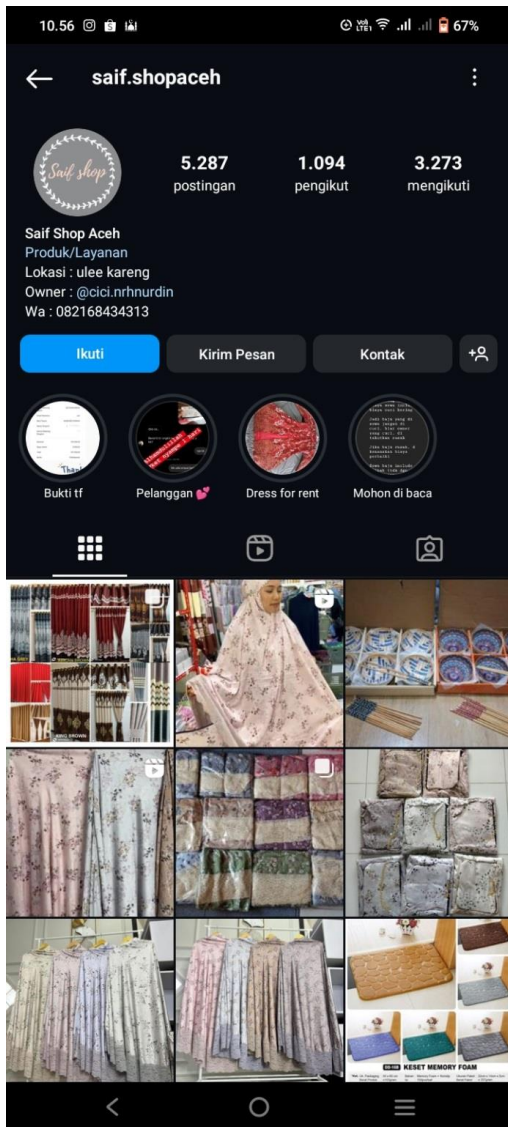 10.56
67%
saif.shopaceh
Saif shop
5.287
postingan
1.094
pengikut
3.273
mengikuti
Saif Shop Aceh
Produk/Layanan
Lokasi : ulee kareng
Owner : @cici.nrhnurdin
Wa : 082168434313
Ikuti
Kirim Pesan
Kontak
Bukti tf
Pelanggan 💕
Dress for rent
Mohon di baca
KING BROWN
KESET MEMORY FOAM